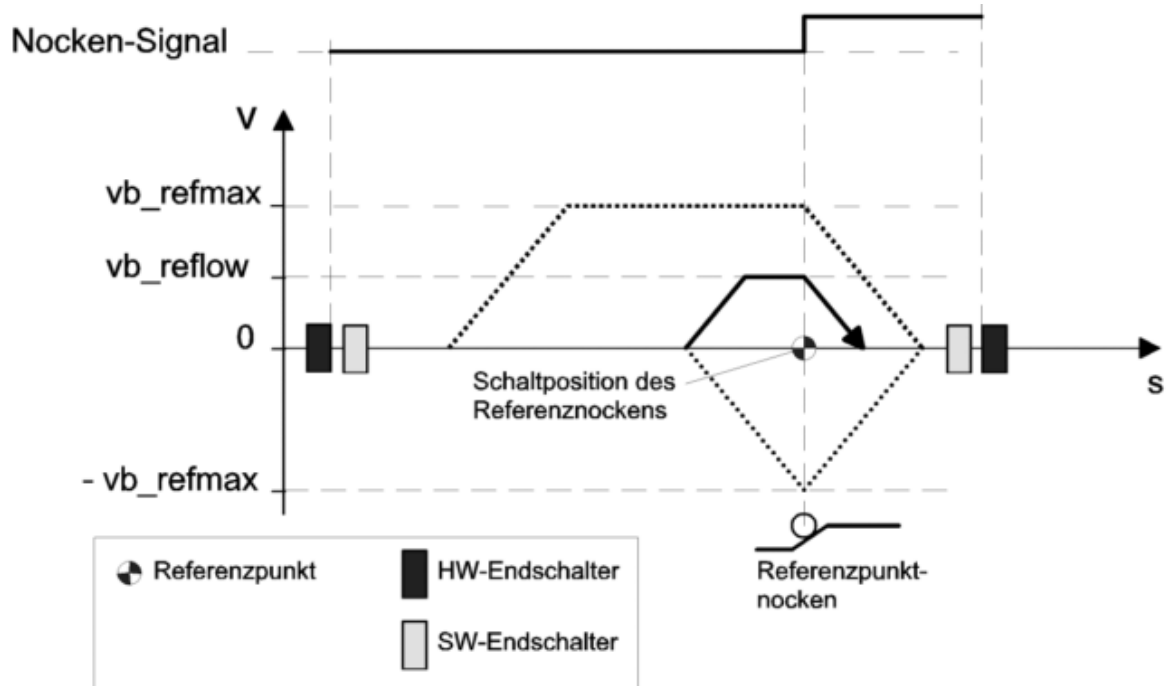 Nocken-Signal
V
vb_refmax
vb_reflow
0
Schaltposition des
Referenznockens
s
- vb_refmax
Referenzpunkt-
nocken
Referenzpunkt
HW-Endschalter
SW-Endschalter